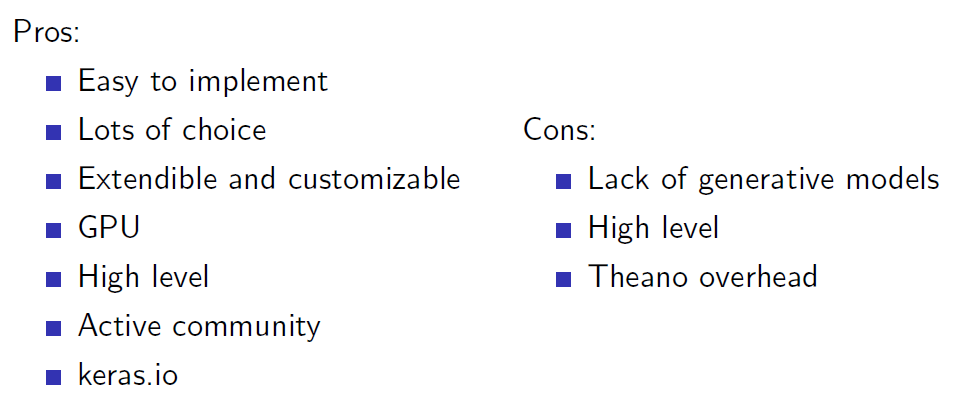 Pros:
Easy to implement
Lots of choice
Extendible and customizable
GPU
High level
Active community
keras.io
Cons:
Lack of generative models
High level
Theano overhead